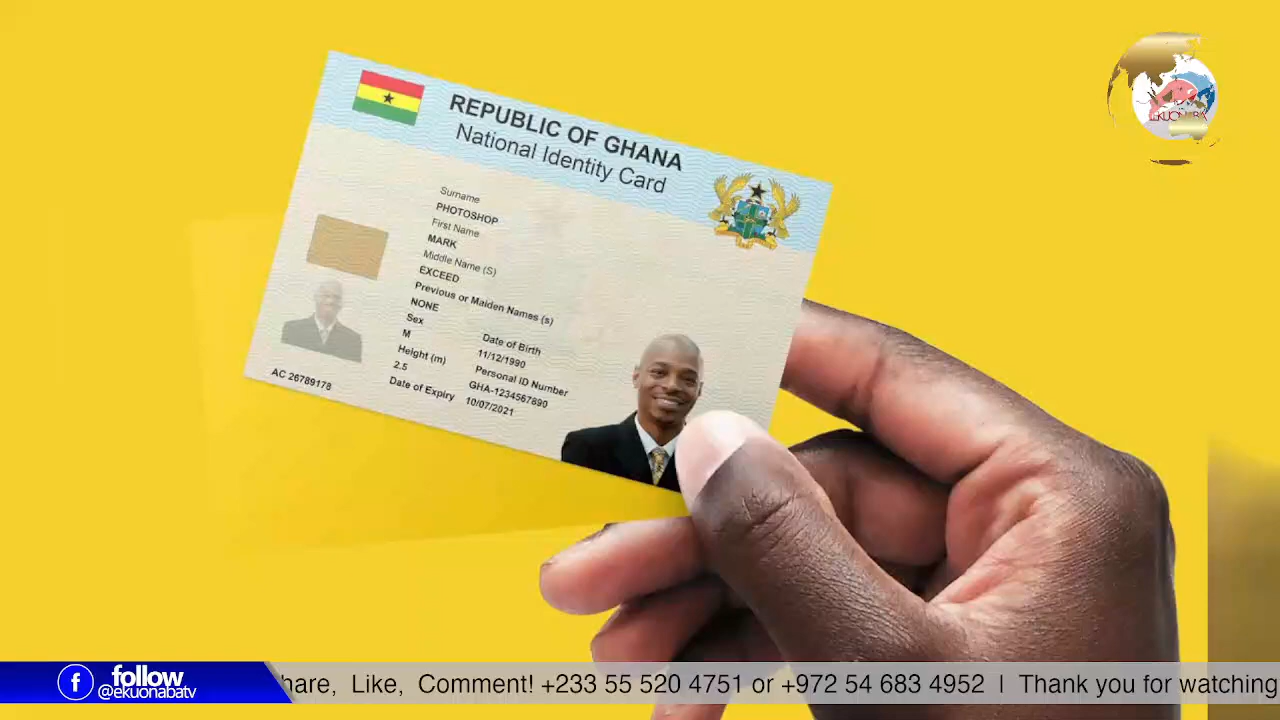 REPUBLIC OF GHANA
National Identity Card
Surname
PHOTOSHOP
First Name
MARK
Middle Name (S)
EXCEED
Previous or Maiden Names (s)
NONE
Sex
M
Height (m)
2.5
Date of Expiry
Date of Birth
11/12/1990
Personal ID Number
GHA-1234567890
10/07/2021
AC 26789178
follow
@ekuonabatv
hare, Like, Comment! +233 55 520 4751 or +972 54 683 4952 | Thank you for watching